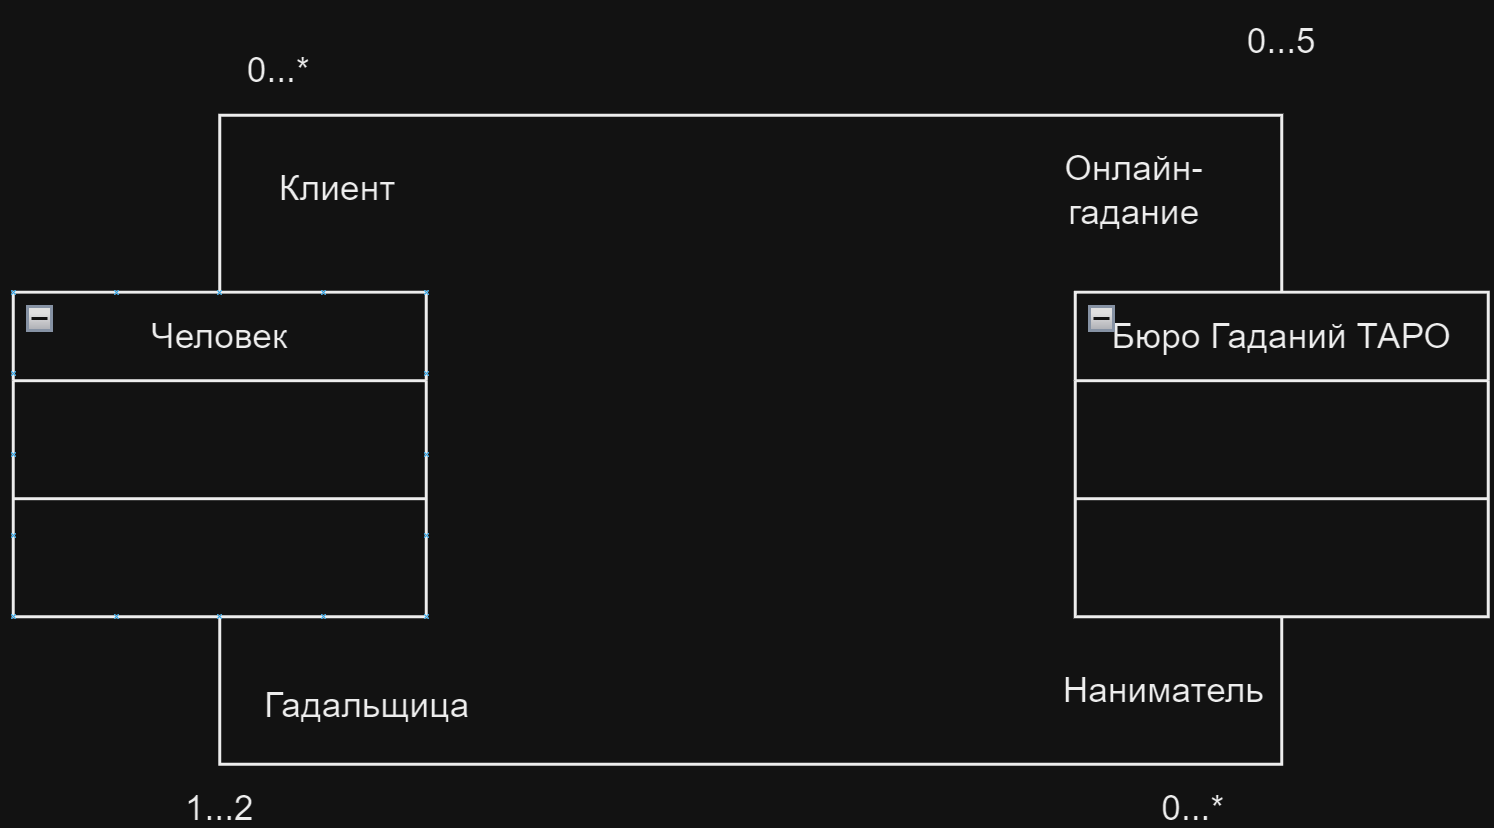 0...5
0...*
Клиент
Онлайн-
гадание
Человек
Бюро Гаданий ТАРО
Гадальщица
Наниматель
1...2
0...*